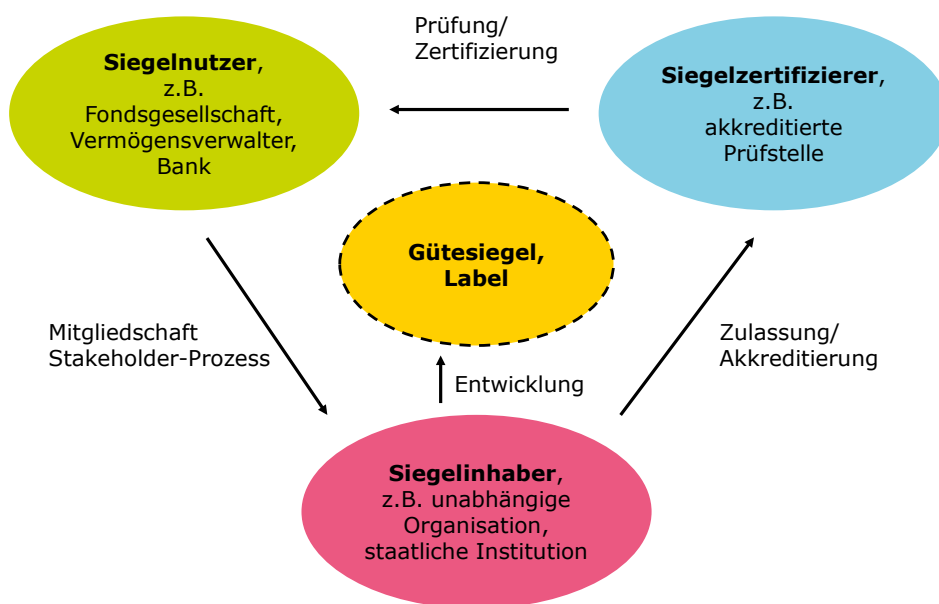 Prüfung/
Zertifizierung
Siegelnutzer,
z.B.
Fondsgesellschaft,
Vermögensverwalter,
Bank
Siegelzertifizierer,
z.B.
akkreditierte
Prüfstelle
Gütesiegel,
Label
Mitgliedschaft
Stakeholder-Prozess
Zulassung/
Akkreditierung
Entwicklung
Siegelinhaber,
z.B. unabhängige
Organisation,
staatliche Institution